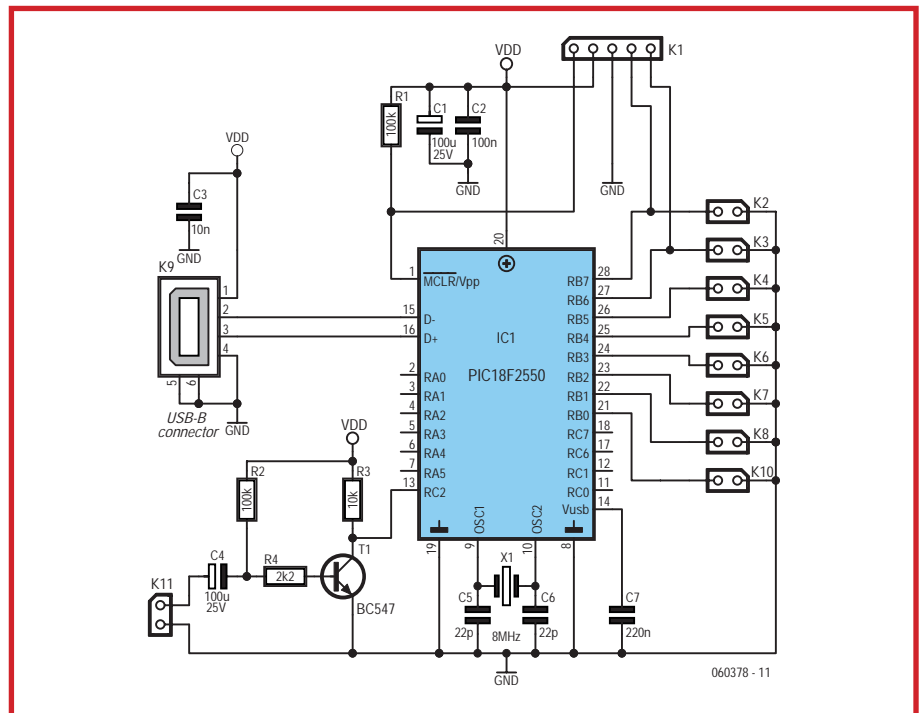 K1
VDD
R1
100k
C1
100u
25V
C2
100n
GND
GND
VDD
C3
10n
GND
K9
1
2
3
4
5
6
USB-B
connector
GND
K2
K3
K4
K5
K6
K7
K8
K10
20
1
MCLR/Vpp
15
D-
16
D+
IC1
PIC18F2550
2
RA0
3
RA1
4
RA2
5
RA3
6
RA4
7
RA5
13
RC2
28
RB7
27
RB6
26
RB5
25
RB4
24
RB3
23
RB2
22
RB1
21
RB0
18
RC7
17
RC6
12
RC1
11
RC0
14
Vusb
OSC1
OSC2
19
9
10
8
VDD
R2
100k
R3
10k
T1
BC547
C4
100u
25V
R4
2k2
K11
X1
8MHz
C5
22p
C6
22p
C7
220n
GND
060378 - 11